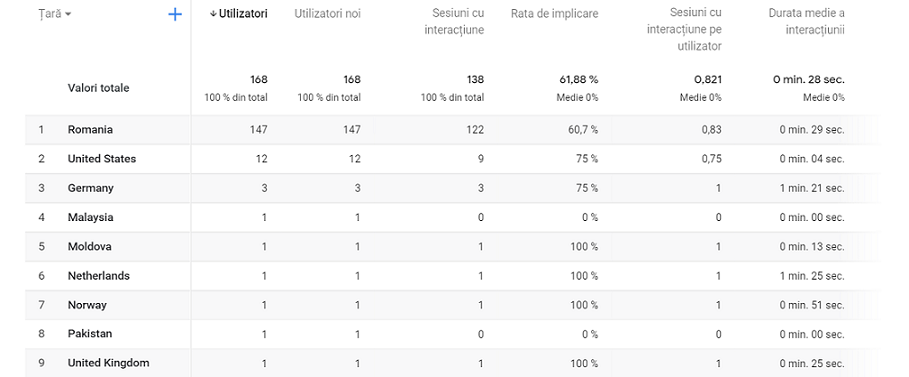 Țară ↓ Utilizatori Utilizatori noi Sesiuni cu interacțiune Rata de implicare Sesiuni cu interacțiune pe utilizator Durata medie a interacțiunii
Valori totale 168 168 138 61,88 % 0,821 0 min. 28 sec.
100 % din total 100 % din total 100 % din total Medie 0% Medie 0% Medie 0%
1 Romania 147 147 122 60,7 % 0,83 0 min. 29 sec.
2 United States 12 12 9 75 % 0,75 0 min. 04 sec.
3 Germany 3 3 3 75 % 1 1 min. 21 sec.
4 Malaysia 1 1 0 0 % 0 0 min. 00 sec.
5 Moldova 1 1 1 100 % 1 0 min. 13 sec.
6 Netherlands 1 1 1 100 % 1 1 min. 25 sec.
7 Norway 1 1 1 100 % 1 0 min. 51 sec.
8 Pakistan 1 1 0 0 % 0 0 min. 00 sec.
9 United Kingdom 1 1 1 100 % 1 0 min. 25 sec.